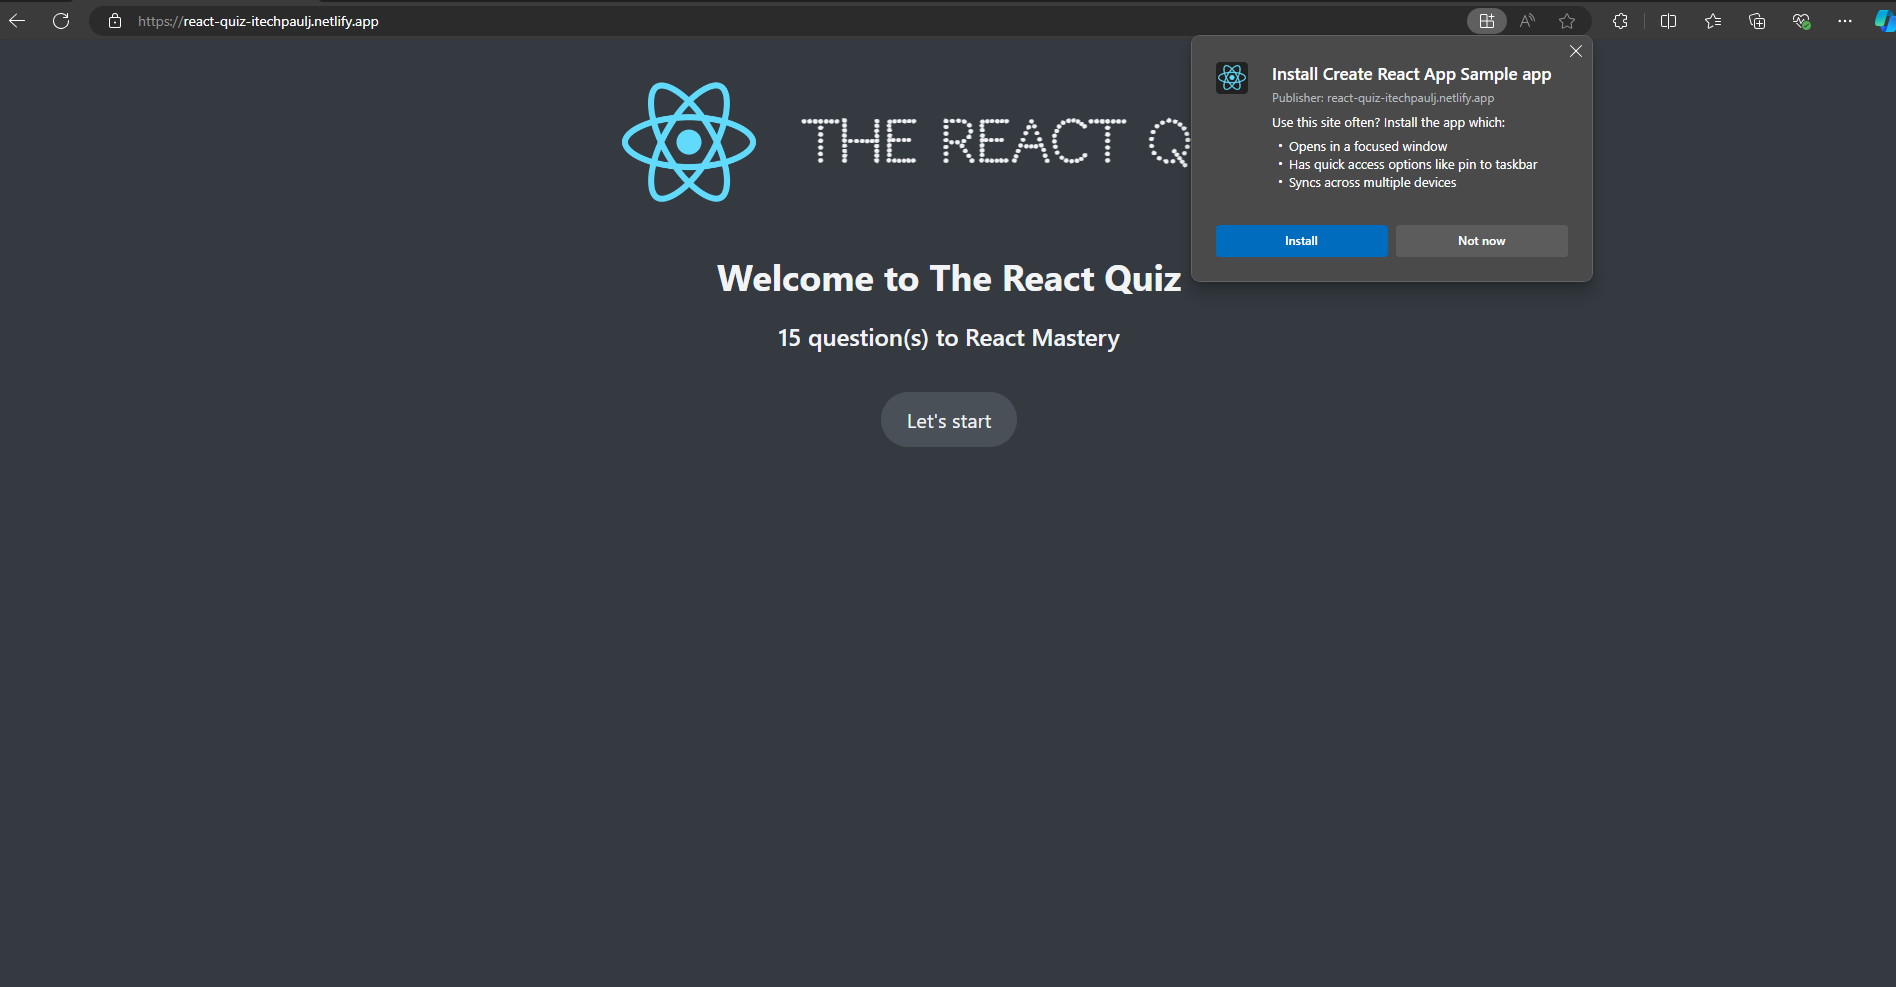 https://react-quiz-itechpaulj.netlify.app
Install Create React App Sample app
Publisher: react-quiz-itechpaulj.netlify.app
Use this site often? Install the app which:
• Opens in a focused window
• Has quick access options like pin to taskbar
• Syncs across multiple devices
Install
Not now
THE REACT Q
Welcome to The React Quiz
15 question(s) to React Mastery
Let's start